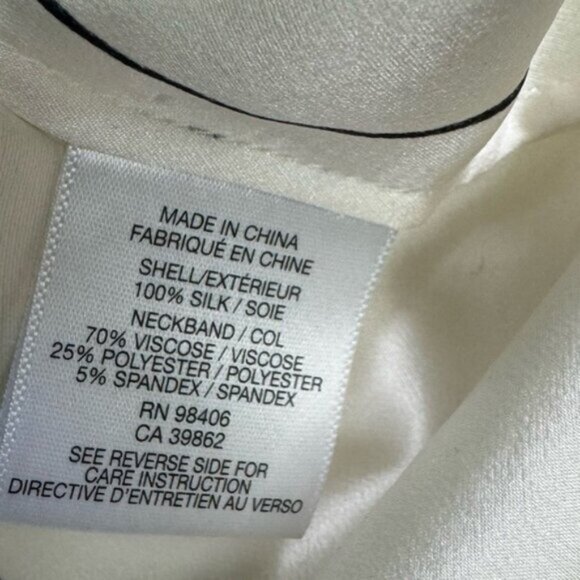 MADE IN CHINA
FABRIQUÉ EN CHINE
SHELL/EXTÉRIEUR
100% SILK / SOIE
NECKBAND / COL
70% VISCOSE / VISCOSE
25% POLYESTER / POLYESTER
5% SPANDEX / SPANDEX
RN 98406
CA 39862
SEE REVERSE SIDE FOR
CARE INSTRUCTION
DIRECTIVE D'ENTRETIEN AU VERSO